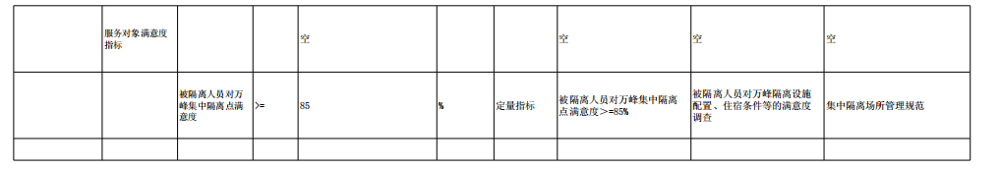 服务对象满意度
指标
空
空
空
空
被隔离人员对万
峰集中隔离点满
意度
>=
85
%
定量指标
被隔离人员对万峰集中隔离
点满意度>=85%
被隔离人员对万峰隔离设施
配置、住宿条件等的满意度
调查
集中隔离场所管理规范